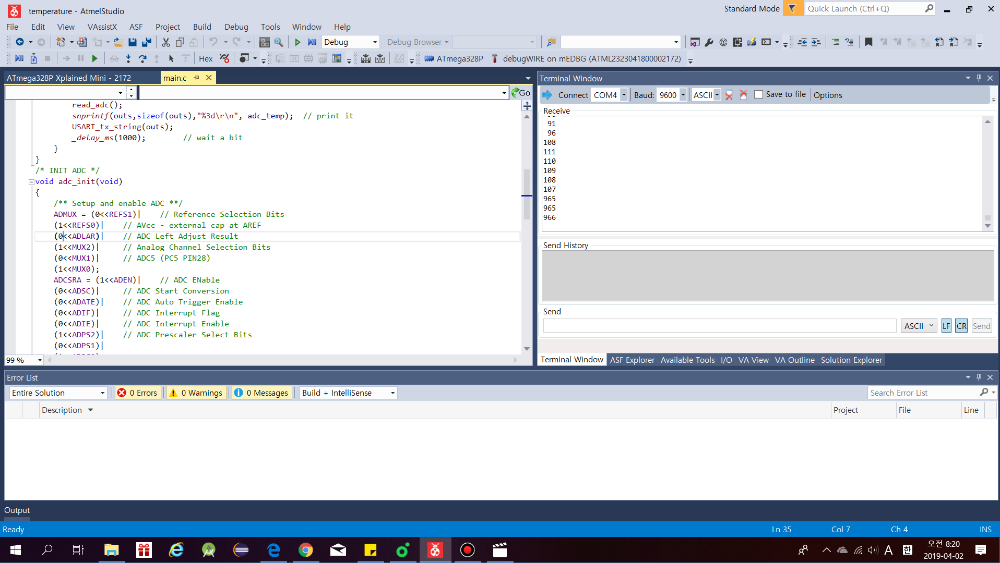 temperature - AtmelStudio
Standard Mode
Quick Launch (Ctrl+Q)
File Edit View VAssistX ASF Project Build Debug Tools Window Help
Debug
Debug Browser
Hex
ATmega328P
debugWIRE on mEDBG (ATML2323041800002172)
ATmega328P Xplained Mini - 2172
main.c
Go
read_adc();
snprintf(outs,sizeof(outs),"%3d\r\n", adc_temp);  // print it
USART_tx_string(outs);
_delay_ms(1000);        // wait a bit
}
}
/* INIT ADC */
void adc_init(void)
{
/** Setup and enable ADC **/
ADMUX = (0<<REFS1)|    // Reference Selection Bits
(1<<REFS0)|    // AVcc - external cap at AREF
(0<<ADLAR)|    // ADC Left Adjust Result
(1<<MUX2)|     // Analog Channel Selection Bits
(0<<MUX1)|     // ADC5 (PC5 PIN28)
(1<<MUX0);
ADCSRA = (1<<ADEN)|    // ADC ENable
(0<<ADSC)|     // ADC Start Conversion
(0<<ADATE)|    // ADC Auto Trigger Enable
(0<<ADIF)|     // ADC Interrupt Flag
(0<<ADIE)|     // ADC Interrupt Enable
(1<<ADPS2)|    // ADC Prescaler Select Bits
(0<<ADPS1)|
99 %
Terminal Window
Connect COM4 Baud: 9600 ASCII Save to file Options
Receive
91
96
108
111
110
109
108
107
965
965
966
Send History
Send
ASCII LF CR Send
Terminal Window ASF Explorer Available Tools I/O VA View VA Outline Solution Explorer
Error List
Entire Solution
0 Errors
0 Warnings
0 Messages
Build + IntelliSense
Search Error List
Description
Project
File
Line
Output
Ready
Ln 35
Col 7
Ch 4
INS
A
한
오전 8:20
2019-04-02